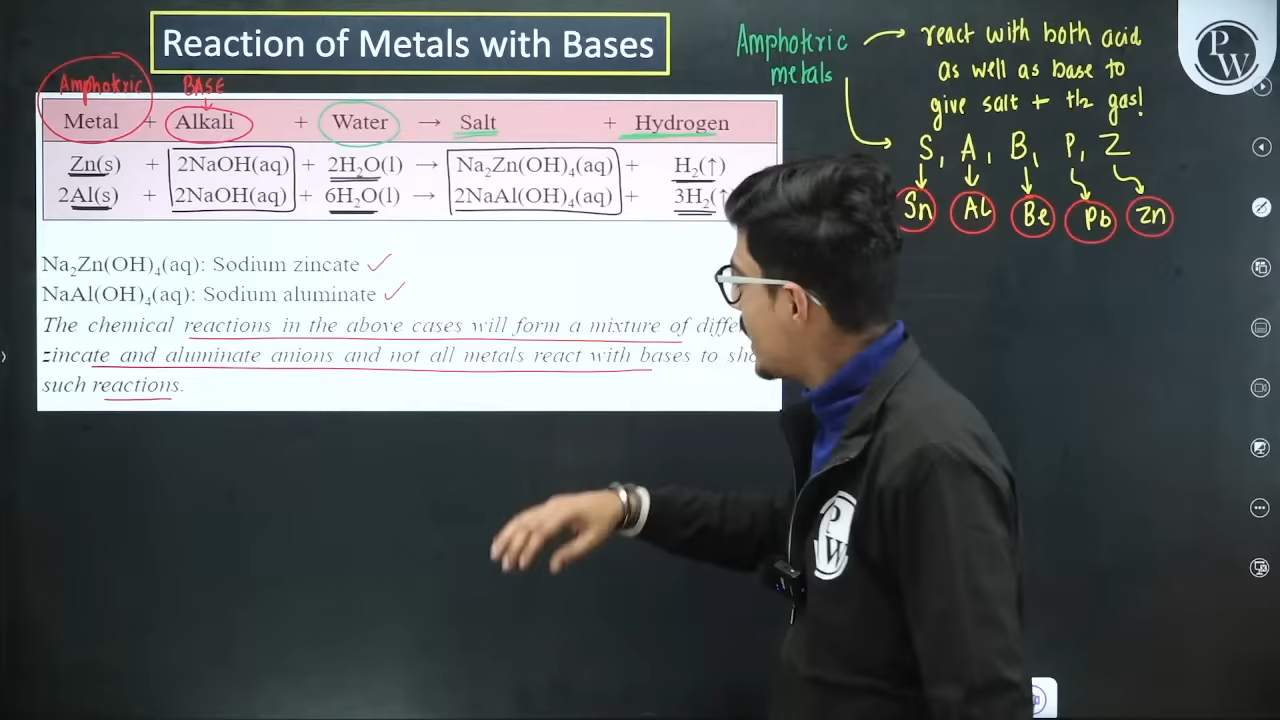 Reaction of Metals with Bases
Amphoteric metals → react with both acid
as well as base to
give salt + H₂ gas!
S, A, B, P, Z
Sn Al Be Pb Zn
PW
Amphoteric BASE
Metal + Alkali + Water → Salt + Hydrogen
Zn(s) + 2NaOH(aq) + 2H₂O(l) → Na₂Zn(OH)₄(aq) + H₂(↑)
2Al(s) + 2NaOH(aq) + 6H₂O(l) → 2NaAl(OH)₄(aq) + 3H₂(↑
Na₂Zn(OH)₄(aq): Sodium zincate ✓
NaAl(OH)₄(aq): Sodium aluminate ✓
The chemical reactions in the above cases will form a mixture of
zincate and aluminate anions and not all metals react with bases to
such reactions.
PW